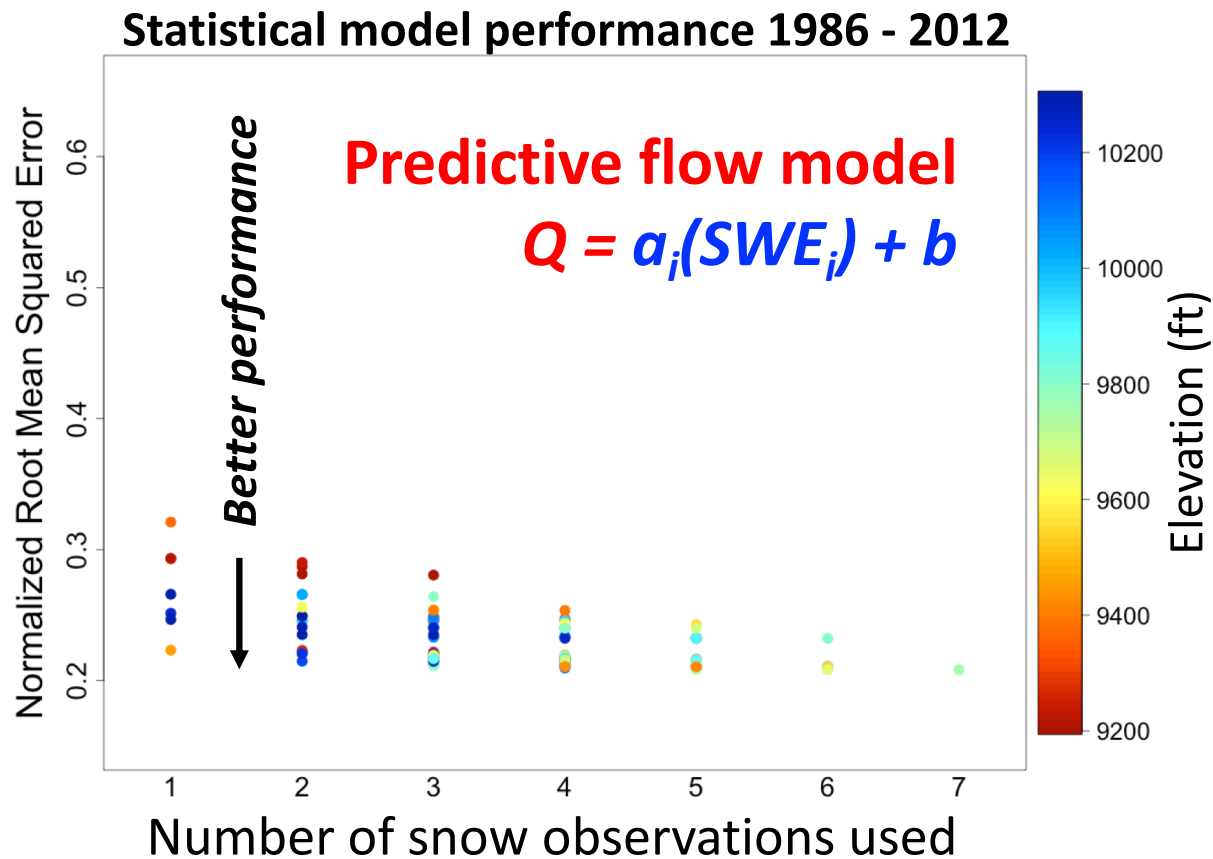 Statistical model performance 1986 - 2012
Normalized Root Mean Squared Error
0.6
0.5
0.4
0.3
0.2
Better performance
Predictive flow model
Q = aᵢ(SWEᵢ) + b
1 2 3 4 5 6 7
Number of snow observations used
10200
10000
9800
9600
9400
9200
Elevation (ft)